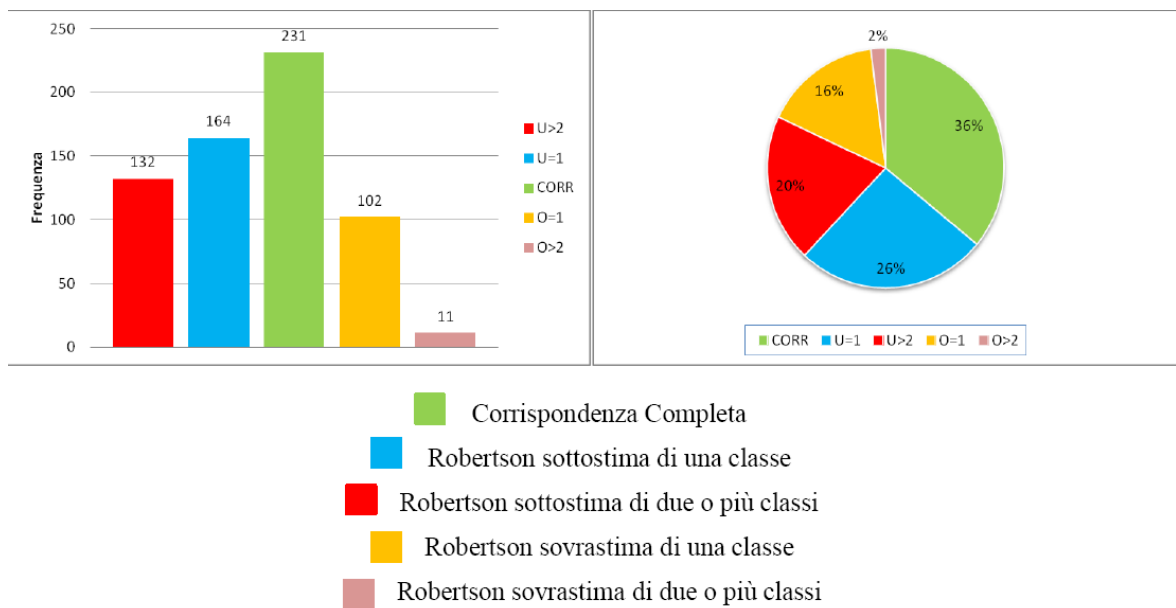 250
231
200
164
150
132
102
100
50
11
0
Frequenza
U>2
U=1
CORR
O=1
O>2
2%
16%
36%
20%
26%
CORR U=1 U>2 O=1 O>2
Corrispondenza Completa
Robertson sottostima di una classe
Robertson sottostima di due o più classi
Robertson sovrastima di una classe
Robertson sovrastima di due o più classi